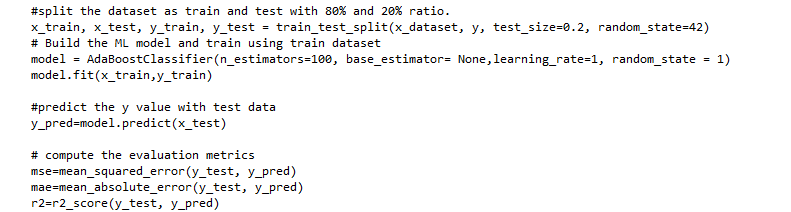 #split the dataset as train and test with 80% and 20% ratio.
x_train, x_test, y_train, y_test = train_test_split(x_dataset, y, test_size=0.2, random_state=42)
# Build the ML model and train using train dataset
model = AdaBoostClassifier(n_estimators=100, base_estimator= None,learning_rate=1, random_state = 1)
model.fit(x_train,y_train)
#predict the y value with test data
y_pred=model.predict(x_test)
# compute the evaluation metrics
mse=mean_squared_error(y_test, y_pred)
mae=mean_absolute_error(y_test, y_pred)
r2=r2_score(y_test, y_pred)